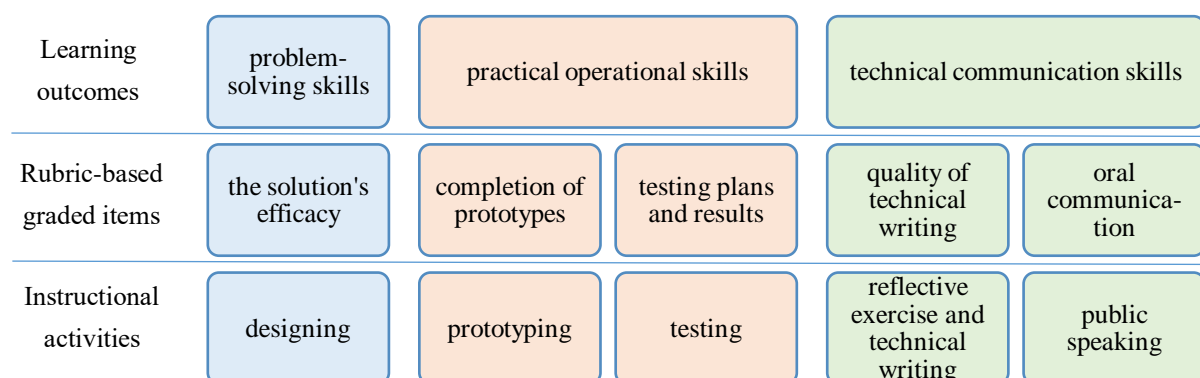 Learning
outcomes
problem-
solving skills
practical operational skills
technical communication skills
Rubric-based
graded items
the solution's
efficacy
completion of
prototypes
testing plans
and results
quality of
technical
writing
oral
communica-
tion
Instructional
activities
designing
prototyping
testing
reflective
exercise and
technical
writing
public
speaking